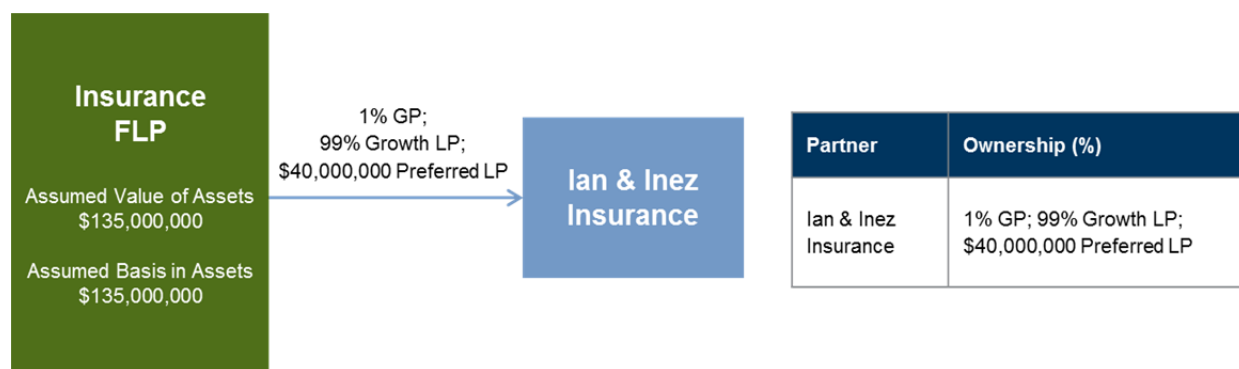 Insurance
FLP
Assumed Value of Assets
$135,000,000
Assumed Basis in Assets
$135,000,000
1% GP;
99% Growth LP;
$40,000,000 Preferred LP
Ian & Inez
Insurance
Partner
Ownership (%)
Ian & Inez
Insurance
1% GP; 99% Growth LP;
$40,000,000 Preferred LP